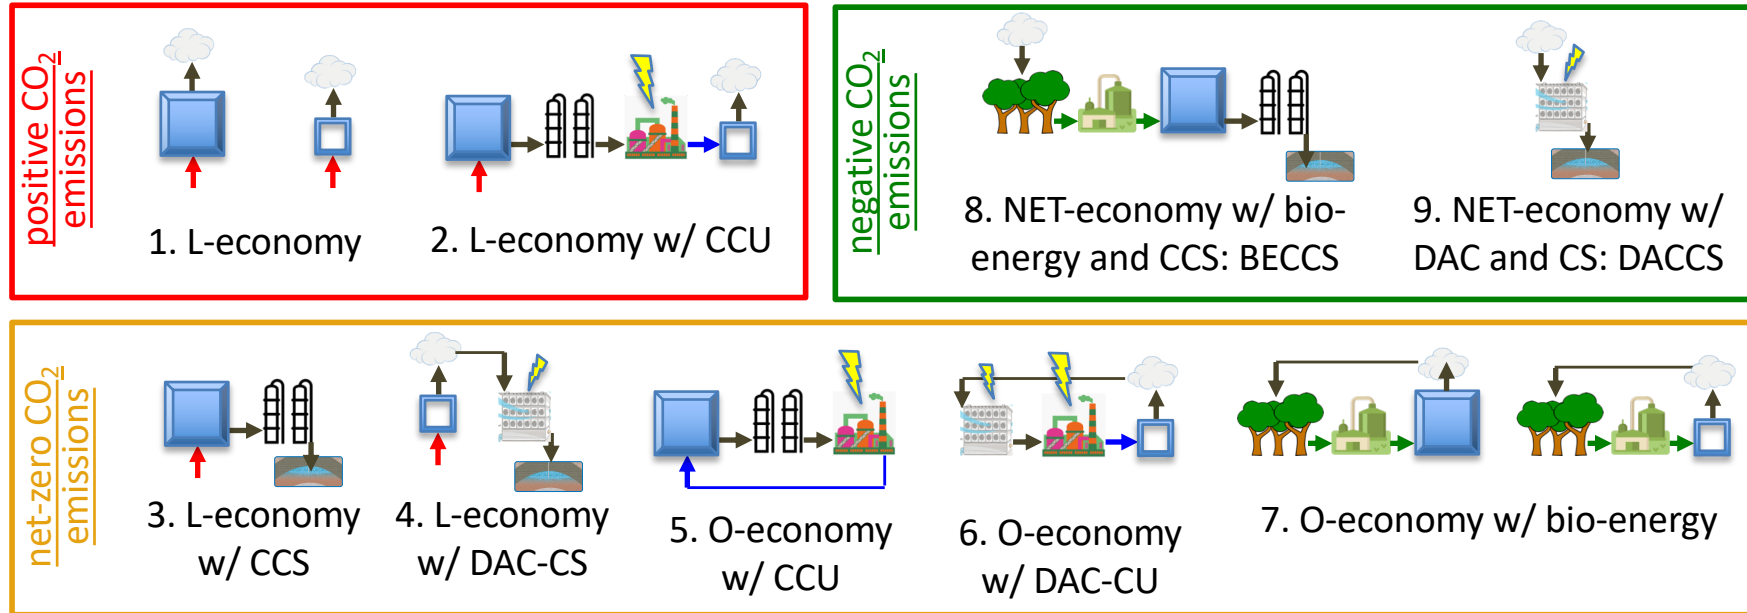 positive CO2
emissions
1. L-economy
2. L-economy w/ CCU
negative CO2
emissions
8. NET-economy w/ bio-
energy and CCS: BECCS
9. NET-economy w/
DAC and CS: DACCS
net-zero CO2
emissions
3. L-economy
w/ CCS
4. L-economy
w/ DAC-CS
5. O-economy
w/ CCU
6. O-economy
w/ DAC-CU
7. O-economy w/ bio-energy